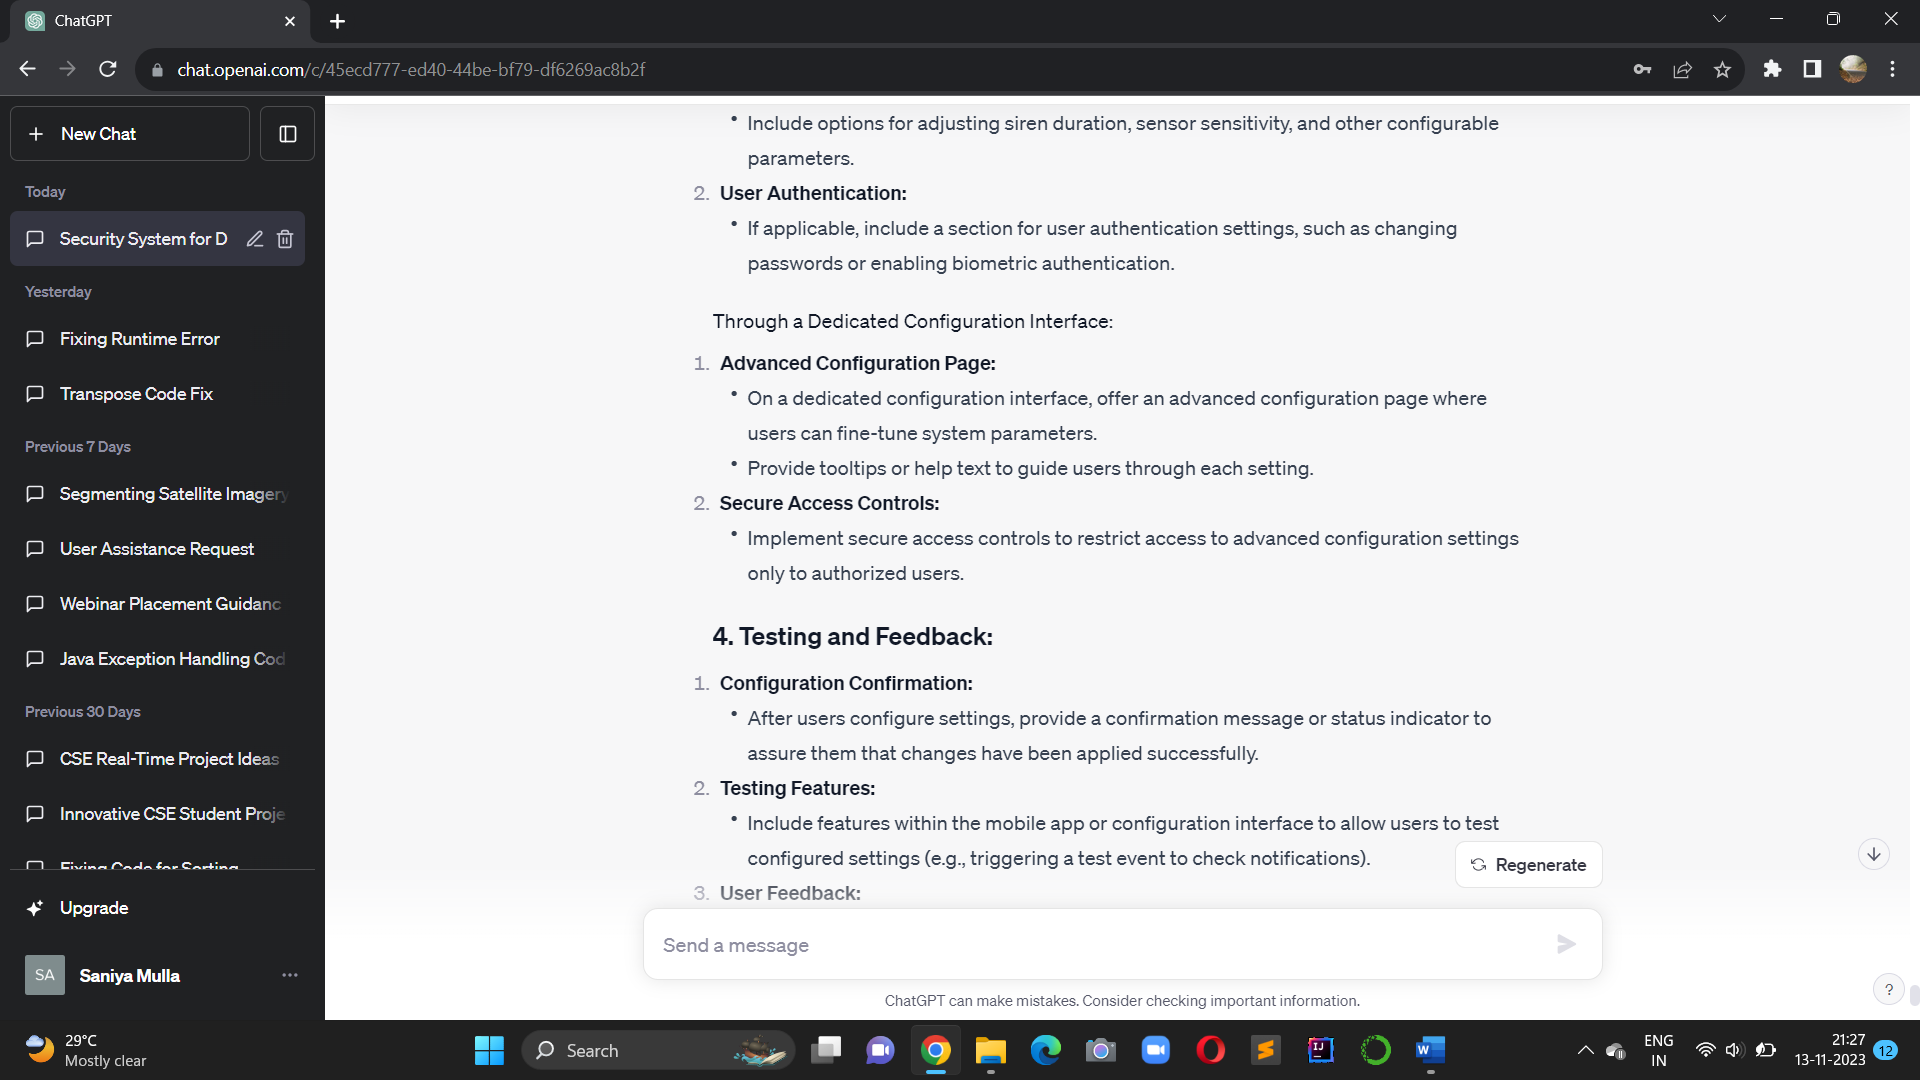 ChatGPT
chat.openai.com/c/45ecd777-ed40-44be-bf79-df6269ac8b2f
New Chat
Today
Security System for D
Yesterday
Fixing Runtime Error
Transpose Code Fix
Previous 7 Days
Segmenting Satellite Imagery
User Assistance Request
Webinar Placement Guidanc
Java Exception Handling Cod
Previous 30 Days
CSE Real-Time Project Ideas
Innovative CSE Student Proje
Fixing Code for Sorting
Upgrade
SA Saniya Mulla
• Include options for adjusting siren duration, sensor sensitivity, and other configurable
parameters.
2. User Authentication:
• If applicable, include a section for user authentication settings, such as changing
passwords or enabling biometric authentication.
Through a Dedicated Configuration Interface:
1. Advanced Configuration Page:
• On a dedicated configuration interface, offer an advanced configuration page where
users can fine-tune system parameters.
• Provide tooltips or help text to guide users through each setting.
2. Secure Access Controls:
• Implement secure access controls to restrict access to advanced configuration settings
only to authorized users.
4. Testing and Feedback:
1. Configuration Confirmation:
• After users configure settings, provide a confirmation message or status indicator to
assure them that changes have been applied successfully.
2. Testing Features:
• Include features within the mobile app or configuration interface to allow users to test
configured settings (e.g., triggering a test event to check notifications).
Regenerate
3. User Feedback:
Send a message
ChatGPT can make mistakes. Consider checking important information.
?
29°C
Mostly clear
Search
IJ
W
ENG
IN
21:27
13-11-2023
12